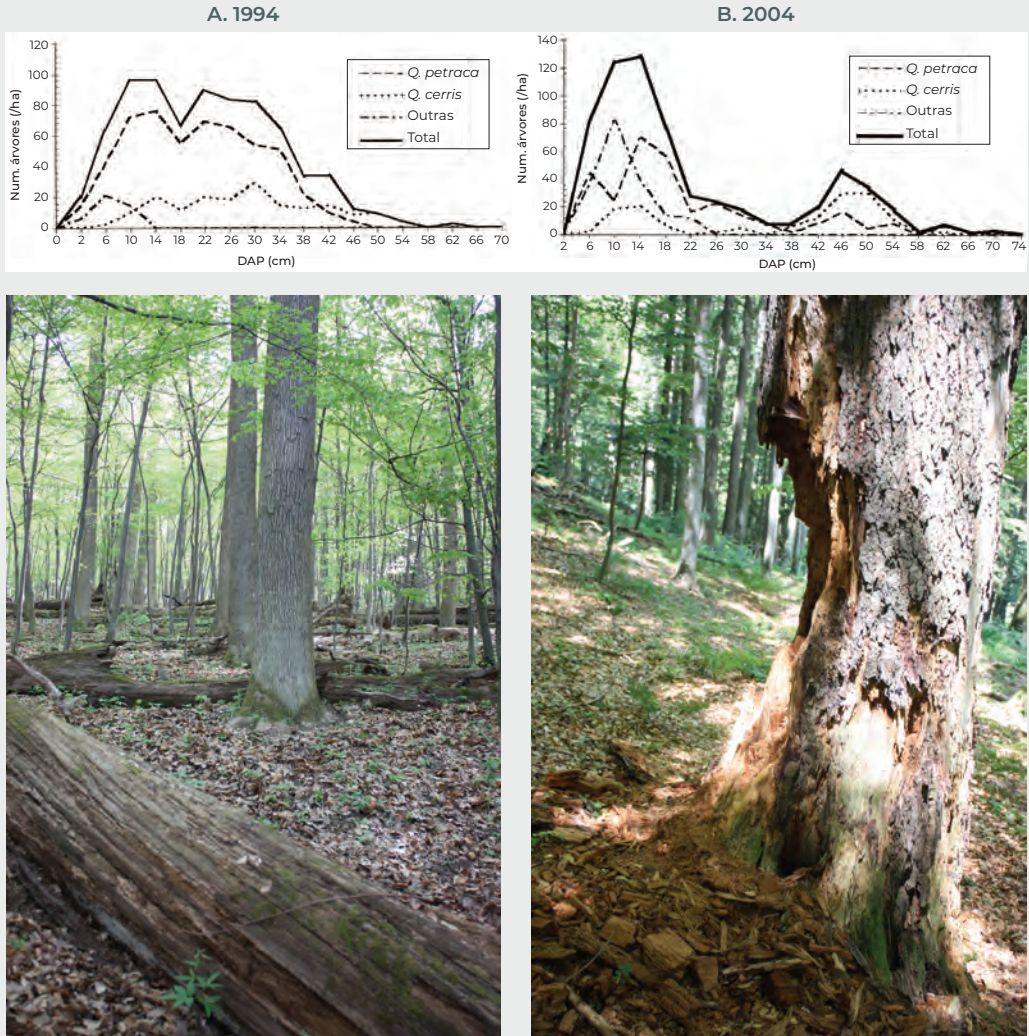 A. 1994
B. 2004
Num. árvores (/ha)
120
100
80
60
40
20
0
0 2 6 10 14 18 22 26 30 34 38 42 46 50 54 58 62 66 70
DAP (cm)
Q. petraca
Q. cerris
Outras
Total
Num. árvores (/ha)
140
120
100
80
60
40
20
0
2 6 10 14 18 22 26 30 34 38 42 46 50 54 58 62 66 70 74
DAP (cm)
Q. petraca
Q. cerris
Outras
Total